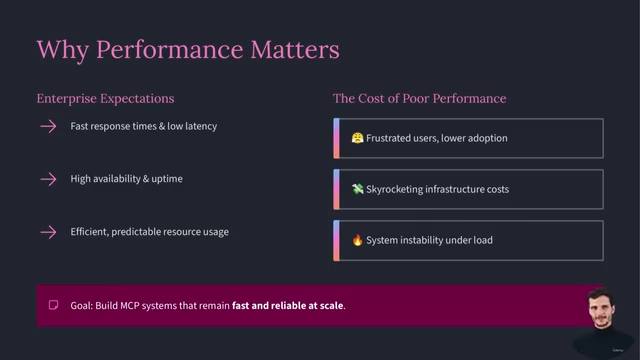 Why Performance Matters
Enterprise Expectations
Fast response times & low latency
High availability & uptime
Efficient, predictable resource usage
The Cost of Poor Performance
😤 Frustrated users, lower adoption
💸 Skyrocketing infrastructure costs
🔥 System instability under load
Goal: Build MCP systems that remain fast and reliable at scale.